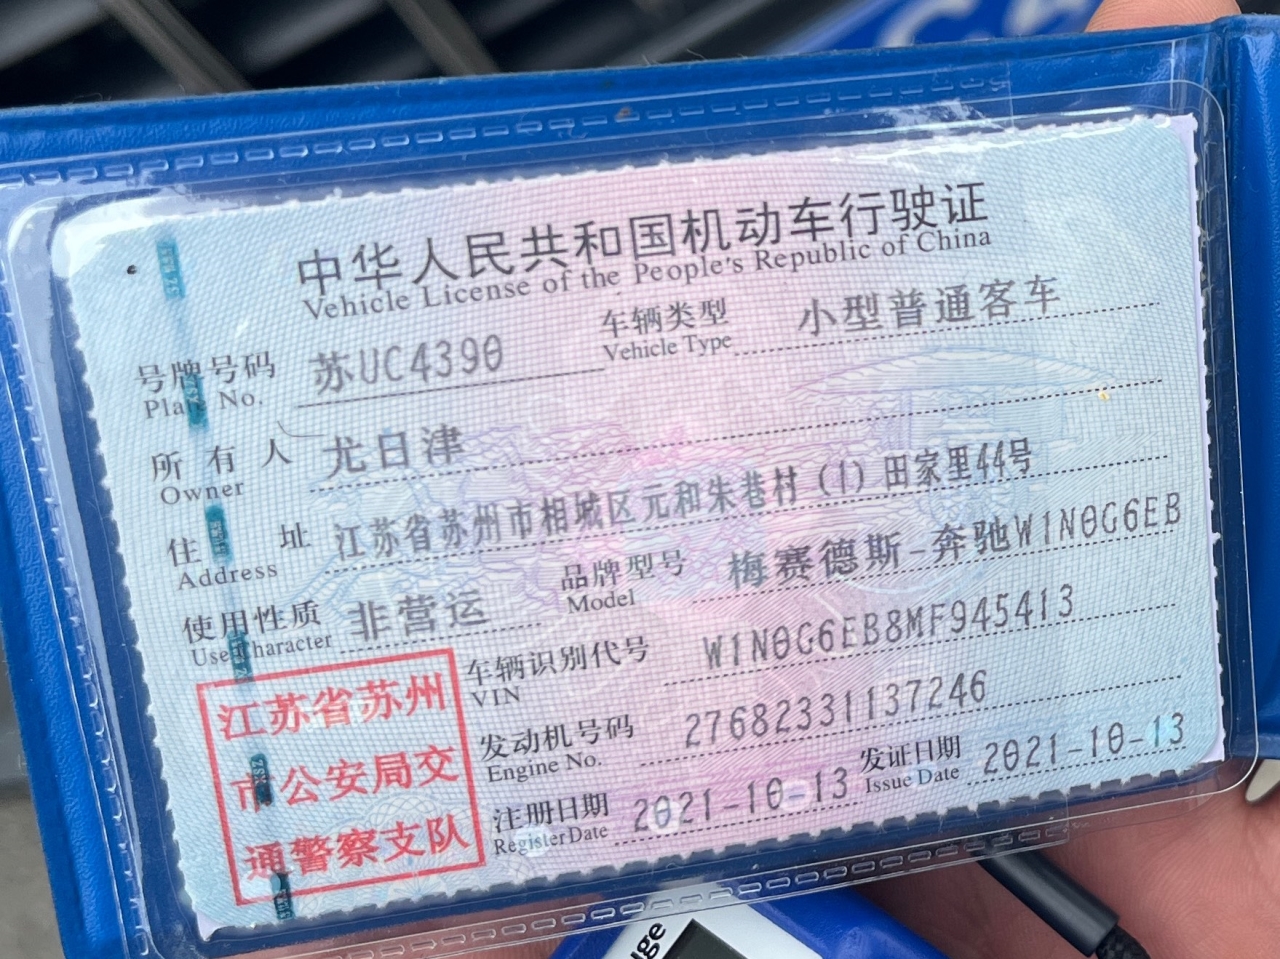 中华人民共和国机动车行驶证
Vehicle License of the People's Republic of China
号牌号码 苏UC4390 车辆类型 小型普通客车
Plate No. Vehicle Type
所有人 尤日津
Owner
住址 江苏省苏州市相城区元和朱巷村（1）田家里44号
Address
使用性质 非营运 品牌型号 梅赛德斯-奔驰W1N0G6EB
Use Character Model
车辆识别代号 W1N0G6EB8MF945413
VIN
发动机号码 27682331137246
Engine No.
注册日期 2021-10-13 发证日期 2021-10-13
Register Date Issue Date
江苏省苏州
市公安局交
通警察支队